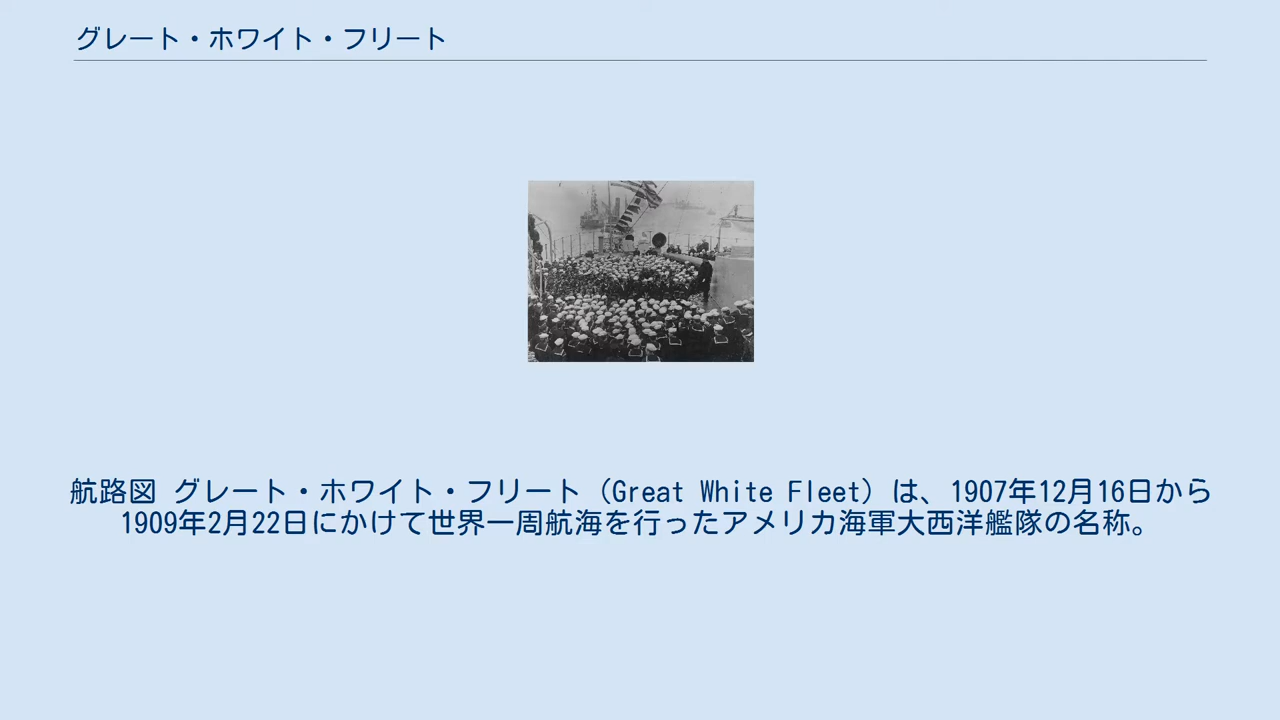 グレート・ホワイト・フリート
航路図 グレート・ホワイト・フリート（Great White Fleet）は、1907年12月16日から
1909年2月22日にかけて世界一周航海を行ったアメリカ海軍大西洋艦隊の名称。